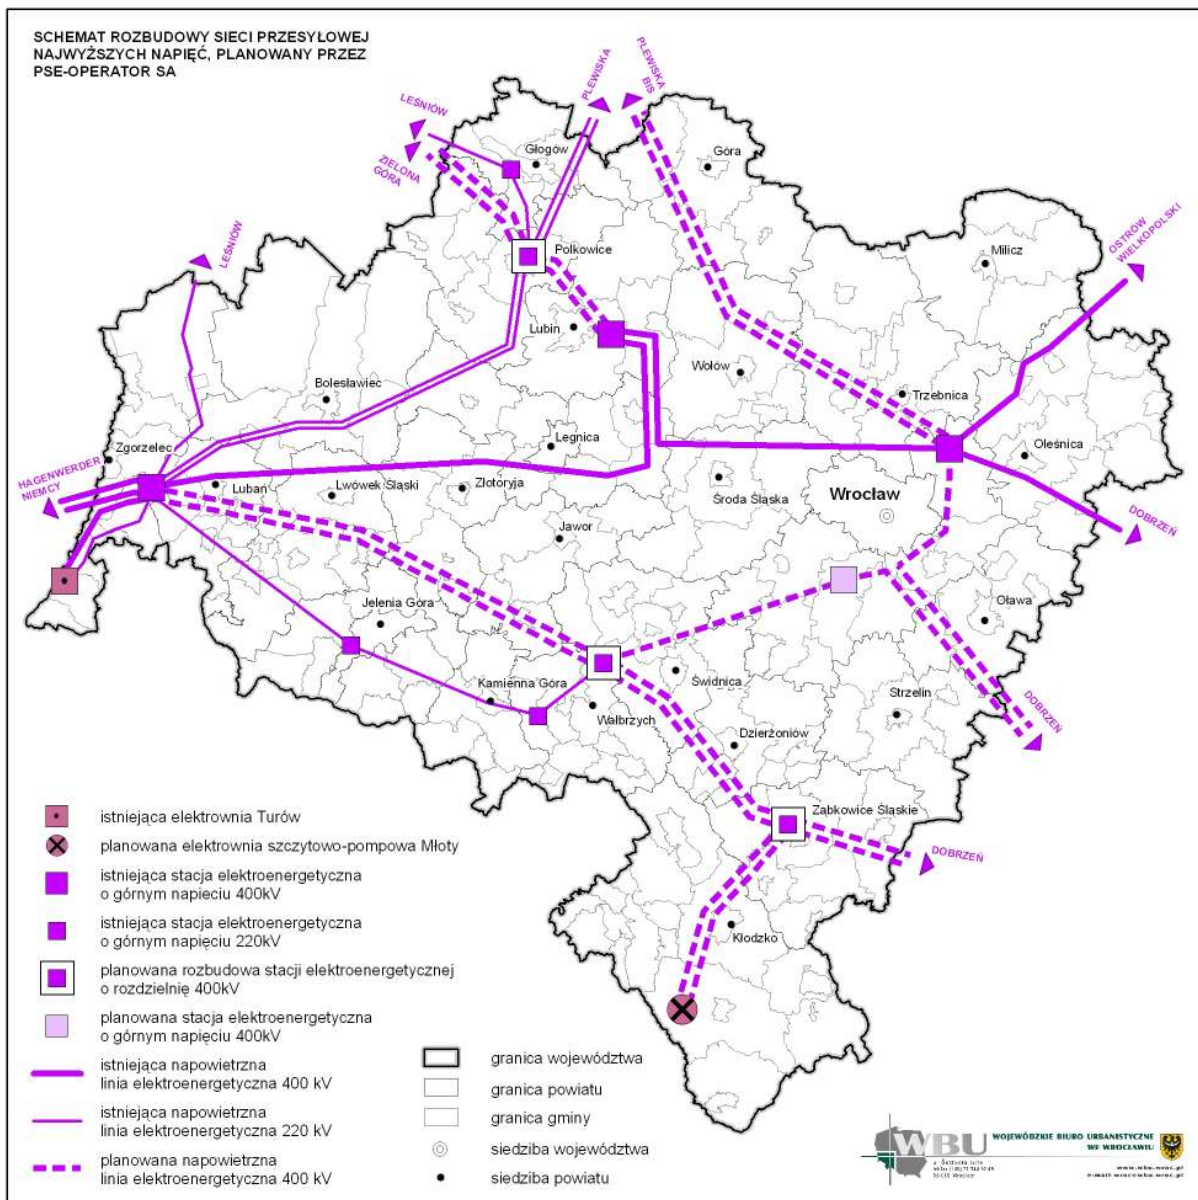 SCHEMAT ROZBUDOWY SIECI PRZESYŁOWEJ
NAJWYŻSZYCH NAPIĘĆ, PLANOWANY PRZEZ
PSE-OPERATOR SA
PLEWISKA
PLEWISKA
BIS
LEŚNIÓW
ZIELONA
GÓRA
Głogów
Góra
LEŚNIÓW
Polkowice
Milicz
OSTRÓW
WIELKOPOLSKI
Lubin
Wołów
Bolesławiec
Trzebnica
Zgorzelec
Legnica
Oleśnica
HAGENWERDER
NIEMCY
Lubań
Lwówek Śląski
Złotoryja
Środa Śląska
Wrocław
DOBRZEŃ
Jawor
Jelenia Góra
Oława
Kamienna Góra
Świdnica
Strzelin
Wałbrzych
DOBRZEŃ
Dzierżoniów
Ząbkowice Śląskie
DOBRZEŃ
Kłodzko
istniejąca elektrownia Turów
planowana elektrownia szczytowo-pompowa Młoty
istniejąca stacja elektroenergetyczna
o górnym napieciu 400kV
istniejąca stacja elektroenergetyczna
o górnym napięciu 220kV
planowana rozbudowa stacji elektroenergetycznej
o rozdzielnię 400kV
planowana stacja elektroenergetyczna
o górnym napięciu 400kV
istniejąca napowietrzna
linia elektroenergetyczna 400 kV
istniejąca napowietrzna
linia elektroenergetyczna 220 kV
planowana napowietrzna
linia elektroenergetyczna 400 kV
granica województwa
granica powiatu
granica gminy
siedziba województwa
siedziba powiatu
WBU
WOJEWÓDZKIE BIURO URBANISTYCZNE
WE WROCŁAWIU